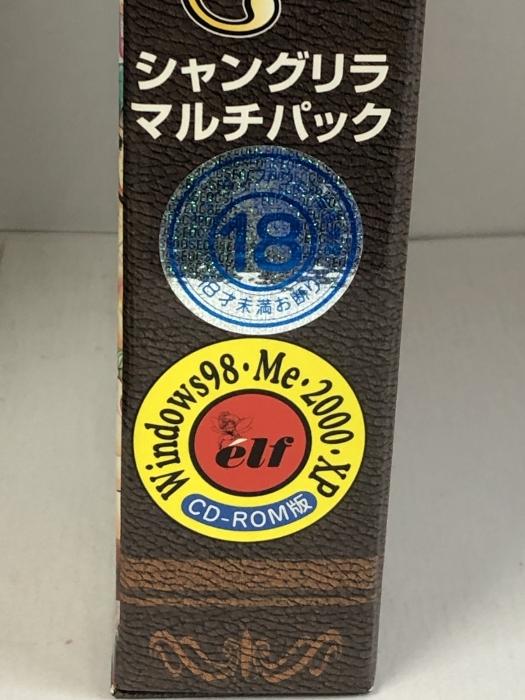 シャングリラ
マルチパック
18
18才未満お断り
Windows98・Me・2000・XP
élf
CD-ROM版